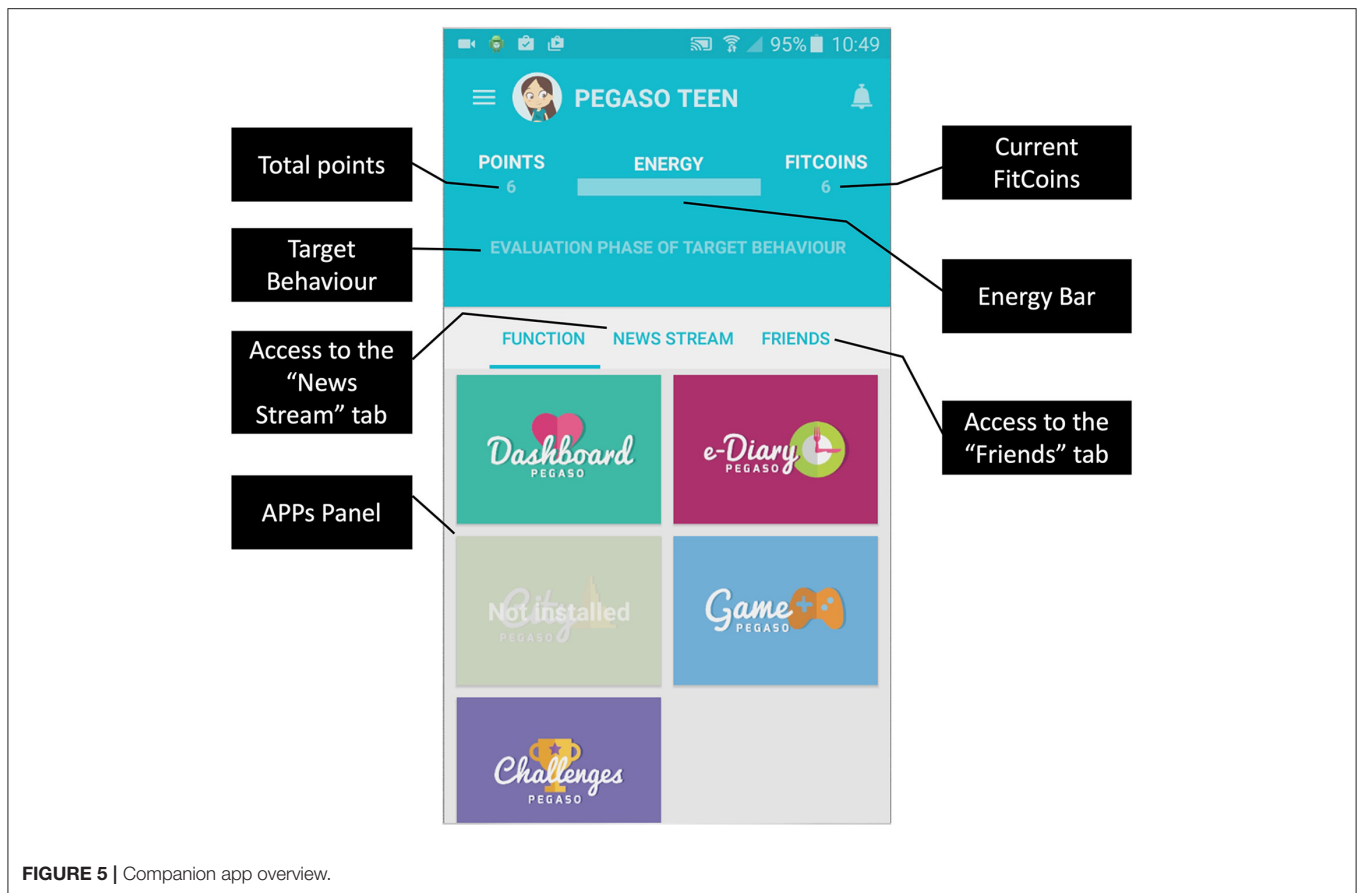 95% 10:49
PEGASO TEEN
POINTS ENERGY FITCOINS
6 6
EVALUATION PHASE OF TARGET BEHAVIOUR
FUNCTION NEWS STREAM FRIENDS
Dashboard
PEGASO
e-Diary
PEGASO
City
Not installed
PEGASO
Game
PEGASO
Challenges
PEGASO
Total points
Target
Behaviour
Access to the
“News
Stream” tab
APPs Panel
Current
FitCoins
Energy Bar
Access to the
“Friends” tab
FIGURE 5 | Companion app overview.